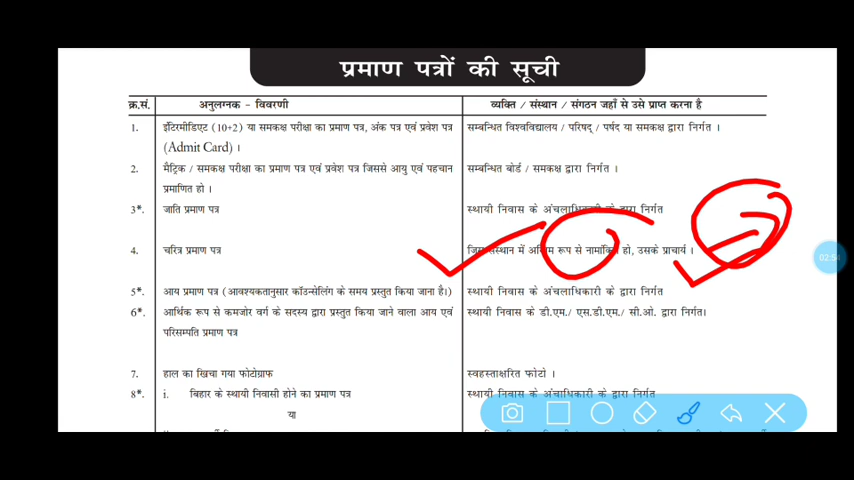 प्रमाण पत्रों की सूची
क्र.सं. अनुलग्नक - विवरणी व्यक्ति / संस्थान / संगठन जहाँ से उसे प्राप्त करना है
1. इंटिरमीडिएट (10+2) या समकक्ष परीक्षा का प्रमाण पत्र, अंक पत्र एवं प्रवेश पत्र सम्बन्धित विश्वविद्यालय / परिषद् / पर्षद या समकक्ष द्वारा निर्गत ।
(Admit Card) ।
2. मैट्रिक / समकक्ष परीक्षा का प्रमाण पत्र एवं प्रवेश पत्र जिससे आयु एवं पहचान सम्बन्धित बोर्ड / समकक्ष द्वारा निर्गत ।
प्रमाणित हो ।
3*. जाति प्रमाण पत्र स्थायी निवास के अंचलाधिकारी के द्वारा निर्गत
4. चरित्र प्रमाण पत्र जिस संस्थान में अंतिम रूप से नामांकित हो, उसके प्राचार्य ।
5*. आय प्रमाण पत्र (आवश्यकतानुसार कॉउन्सेलिंग के समय प्रस्तुत किया जाना है।) स्थायी निवास के अंचलाधिकारी के द्वारा निर्गत
6*. आर्थिक रूप से कमजोर वर्ग के सदस्य द्वारा प्रस्तुत किया जाने वाला आय एवं स्थायी निवास के डी.एम./ एस.डी.एम./ सी.ओ. द्वारा निर्गत।
परिसम्पति प्रमाण पत्र
7. हाल का खिचा गया फोटोग्राफ स्वहस्ताक्षरित फोटो ।
8*. i. बिहार के स्थायी निवासी होने का प्रमाण पत्र स्थायी निवास के अंचाधिकारी के द्वारा निर्गत
या
02:54